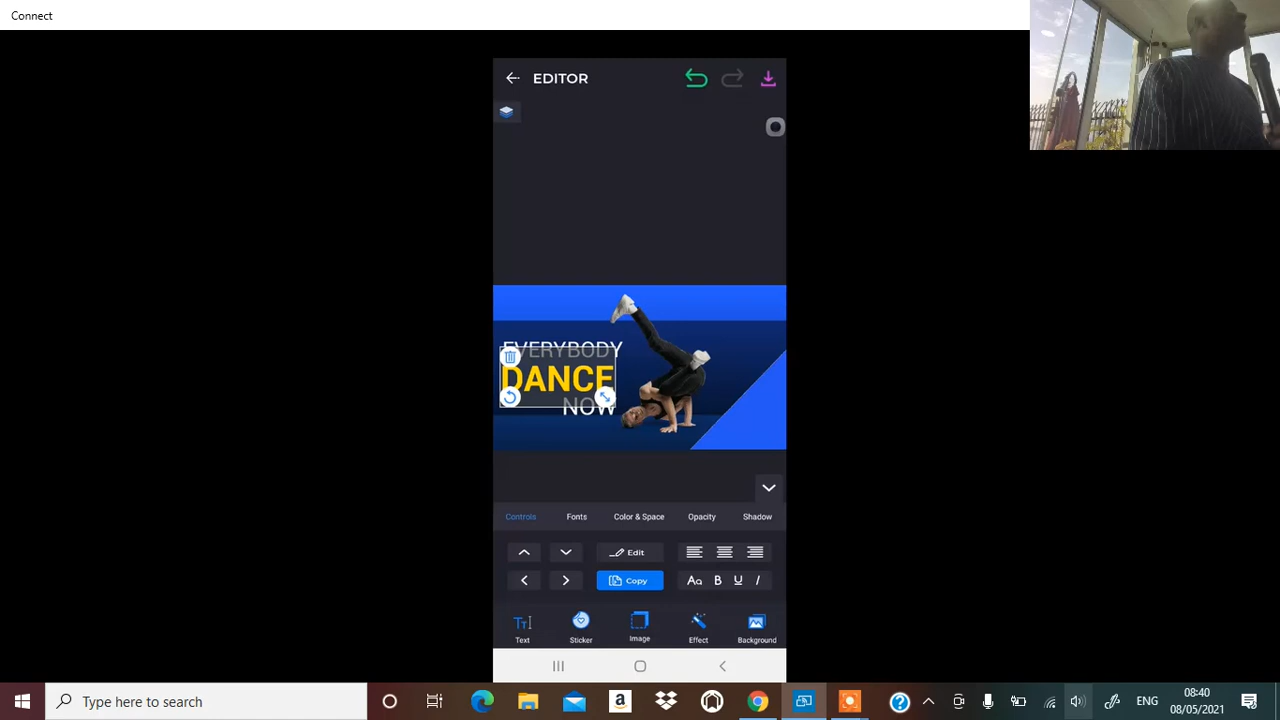 Connect
EDITOR
EVERYBODY
DANCE
NOW
Controls Fonts Color & Space Opacity Shadow
Edit
Copy Aa B U I
Text Sticker Image Effect Background
Type here to search
ENG
08:40
08/05/2021